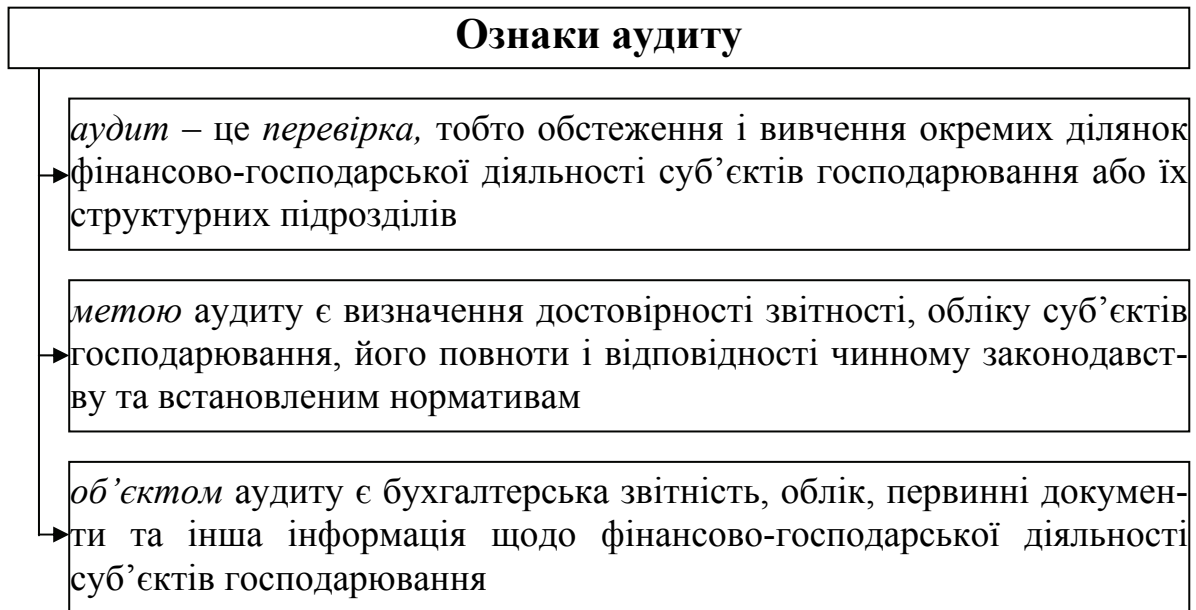 Ознаки аудиту
аудит – це перевірка, тобто обстеження і вивчення окремих ділянок
фінансово-господарської діяльності суб’єктів господарювання або їх
структурних підрозділів
метою аудиту є визначення достовірності звітності, обліку суб’єктів
господарювання, його повноти і відповідності чинному законодавст-
ву та встановленим нормативам
об’єктом аудиту є бухгалтерська звітність, облік, первинні докумен-
ти та інша інформація щодо фінансово-господарської діяльності
суб’єктів господарювання